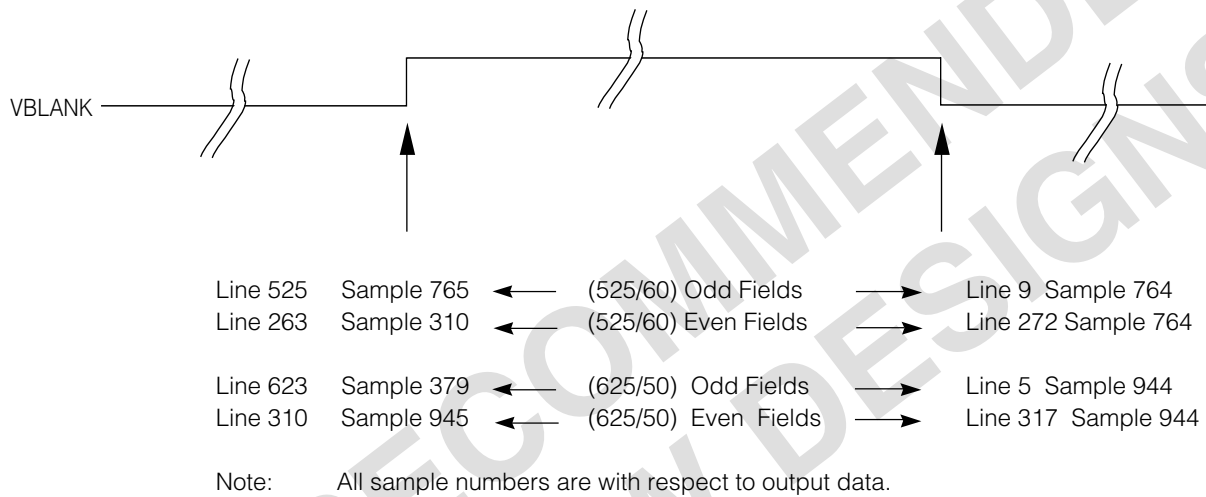 VBLANK
Line 525 Sample 765 (525/60) Odd Fields Line 9 Sample 764
Line 263 Sample 310 (525/60) Even Fields Line 272 Sample 764
Line 623 Sample 379 (625/50) Odd Fields Line 5 Sample 944
Line 310 Sample 945 (625/50) Even Fields Line 317 Sample 944
Note: All sample numbers are with respect to output data.